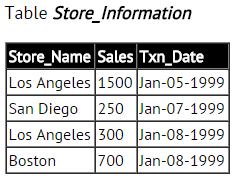 Table Store_Information
Store_Name Sales Txn_Date
Los Angeles 1500 Jan-05-1999
San Diego 250 Jan-07-1999
Los Angeles 300 Jan-08-1999
Boston 700 Jan-08-1999